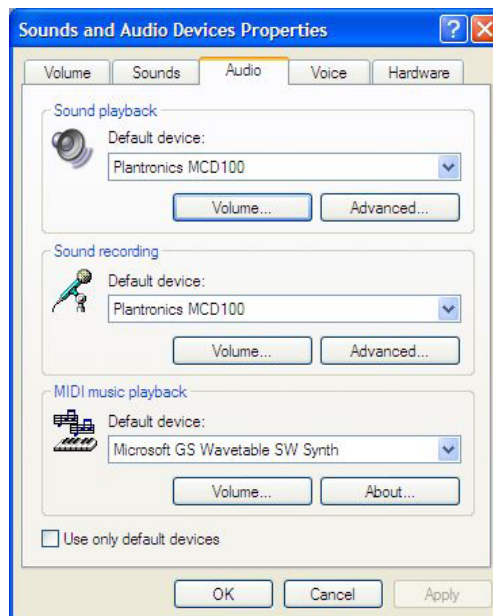 Sounds and Audio Devices Properties
Volume Sounds Audio Voice Hardware
Sound playback
Default device:
Plantronics MCD100
Volume... Advanced...
Sound recording
Default device:
Plantronics MCD100
Volume... Advanced...
MIDI music playback
Default device:
Microsoft GS Wavetable SW Synth
Volume... About...
Use only default devices
OK Cancel Apply